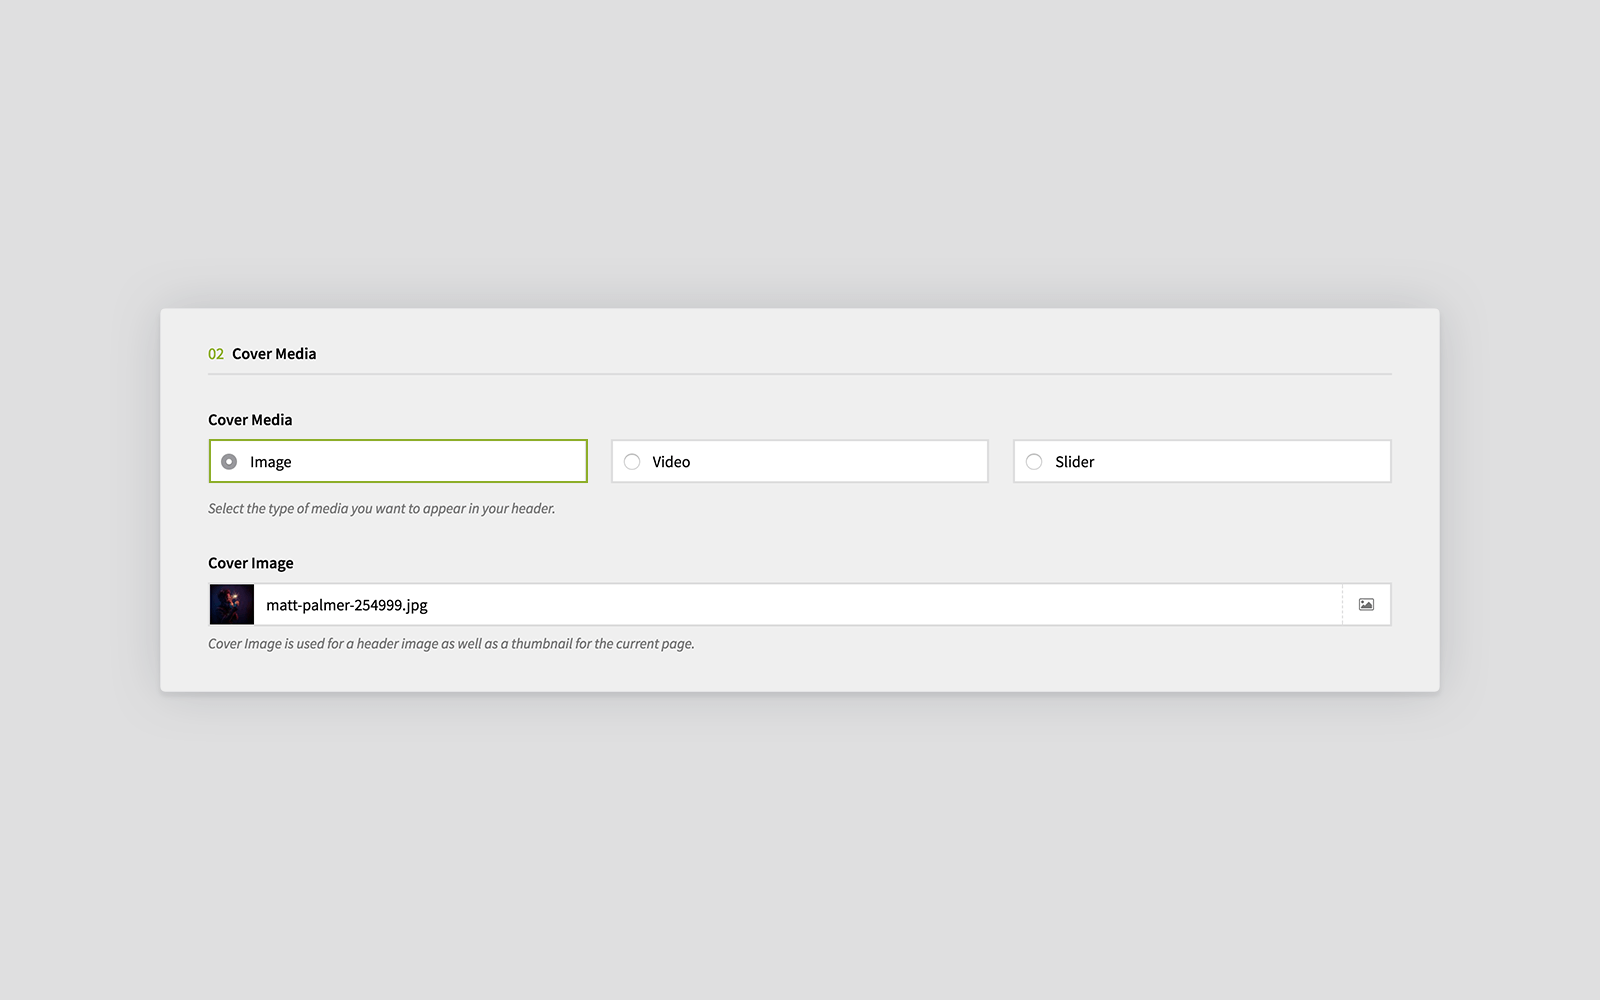 02 Cover Media
Cover Media
Image
Video
Slider
Select the type of media you want to appear in your header.
Cover Image
matt-palmer-254999.jpg
Cover Image is used for a header image as well as a thumbnail for the current page.